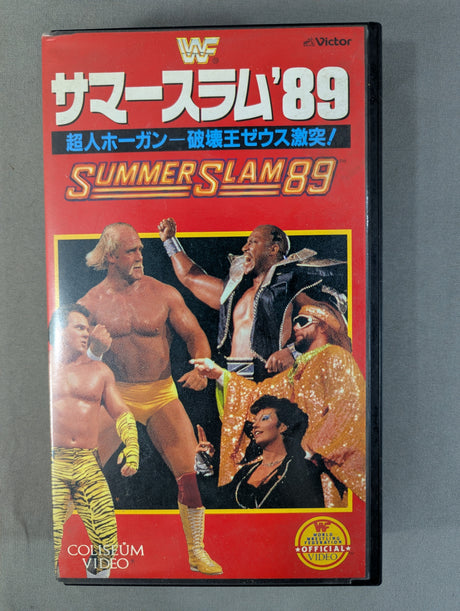 WF
®
Victor
サマースラム'89
超人ホーガン―破壊王ゼウス激突!
SUMMERSLAM 89™
COLISEUM
VIDEO
WF
WORLD
WRESTLING
FEDERATION
★OFFICIAL★
VIDEO